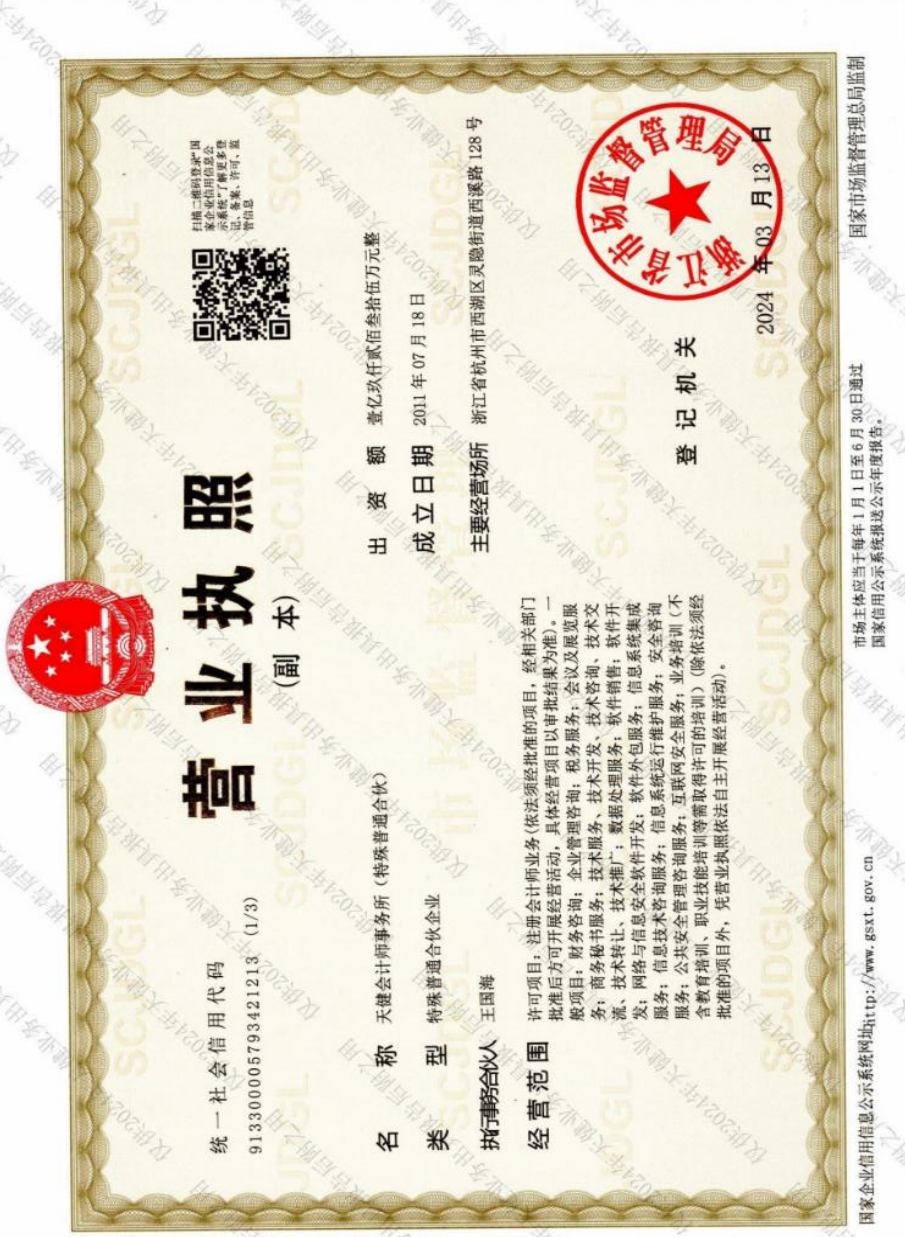 统一社会信用代码
913300005793421213 (1/3)
营业执照
(副 本)
扫描二维码登录“国
家企业信用信息公
示系统”了解更多登
记、备案、许可、监
管信息
名 称 天健会计师事务所（特殊普通合伙）
类 型 特殊普通合伙企业
执行事务合伙人 王国海
经营范围 许可项目：注册会计师业务(依法须经批准的项目，经相关部门
批准后方可开展经营活动，具体经营项目以审批结果为准)。一
般项目：财务咨询；企业管理咨询；税务服务；会议及展览服
务；商务秘书服务；技术服务、技术开发、技术咨询、技术交
流、技术转让、技术推广；数据处理服务；软件销售；软件开
发；网络与信息安全软件开发；软件外包服务；信息系统集成
服务；信息技术咨询服务；信息系统运行维护服务；安全咨询
服务；公共安全管理咨询服务；互联网安全服务；业务培训（不
含教育培训、职业技能培训等需取得许可的培训）(除依法须经
批准的项目外，凭营业执照依法自主开展经营活动)。
出 资 额 壹亿玖仟贰佰叁拾伍万元整
成立日期 2011年07月18日
主要经营场所 浙江省杭州市西湖区灵隐街道西溪路128号
登记机关
浙江省市场监督管理局
2024 年 03 月 13 日
国家企业信用信息公示系统网址http://www.gsxt.gov.cn
市场主体应当于每年1月1日至6月30日通过
国家信用公示系统报送公示年度报告。
国家市场监督管理总局监制
SCJDGL